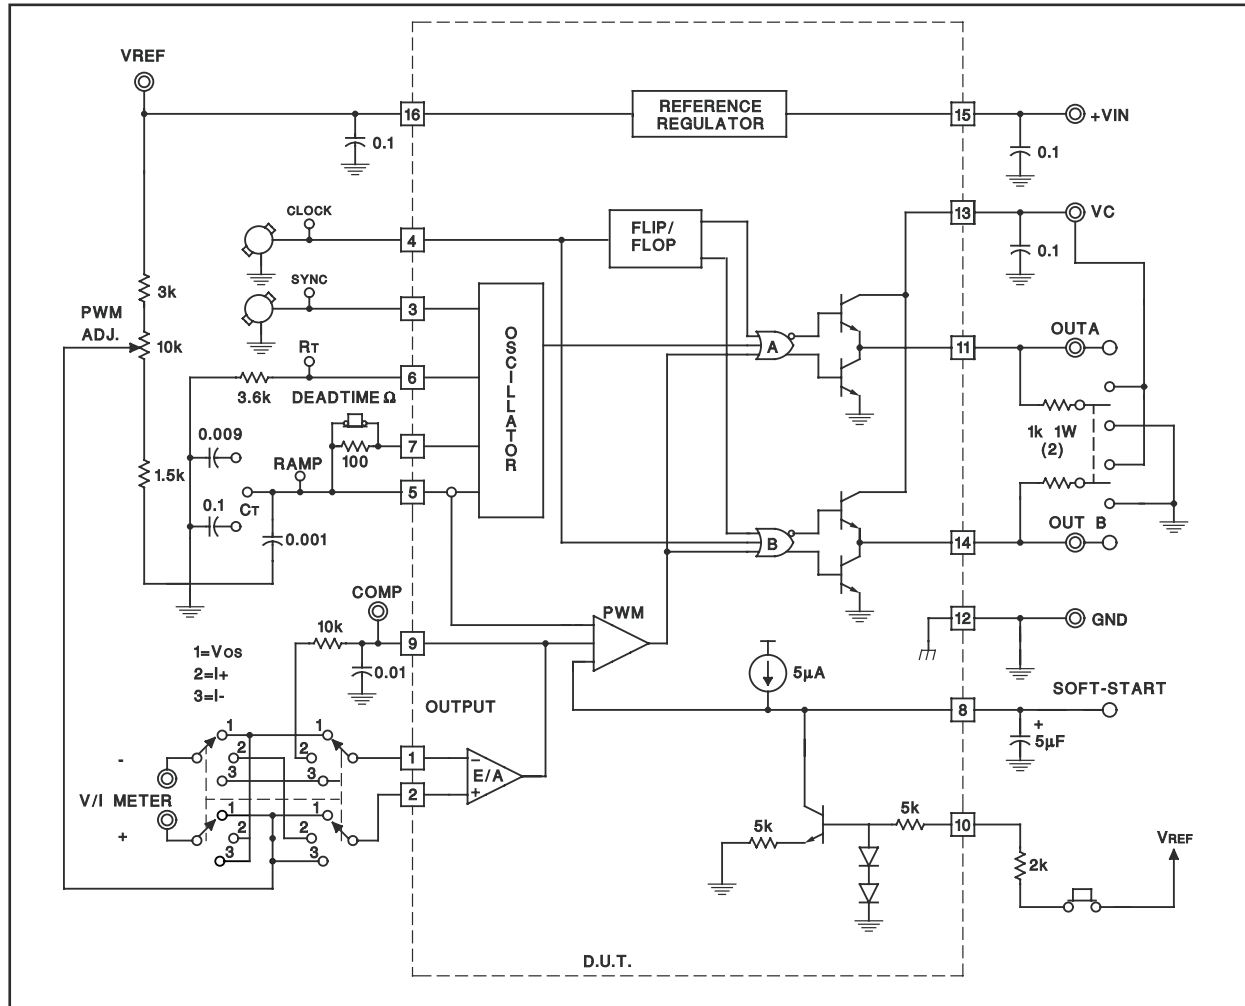 VREF
16
REFERENCE
REGULATOR
15
+VIN
0.1
0.1
CLOCK
4
FLIP/
FLOP
13
VC
0.1
SYNC
3
3k
PWM
ADJ.
10k
OSCILLATOR
A
11
OUTA
RT
6
3.6k
DEADTIME Ω
7
100
1k 1W
(2)
0.009
1.5k
RAMP
5
CT
0.1
0.001
B
14
OUT B
COMP
PWM
12
GND
10k
9
0.01
1=VOS
2=I+
3=I-
5µA
SOFT-START
8
+
5µF
OUTPUT
1
1
2
2
3
3
1
−
E/A
+
2
-
V/I METER
+
1
1
2
2
3
3
5k
5k
10
2k
VREF
D.U.T.